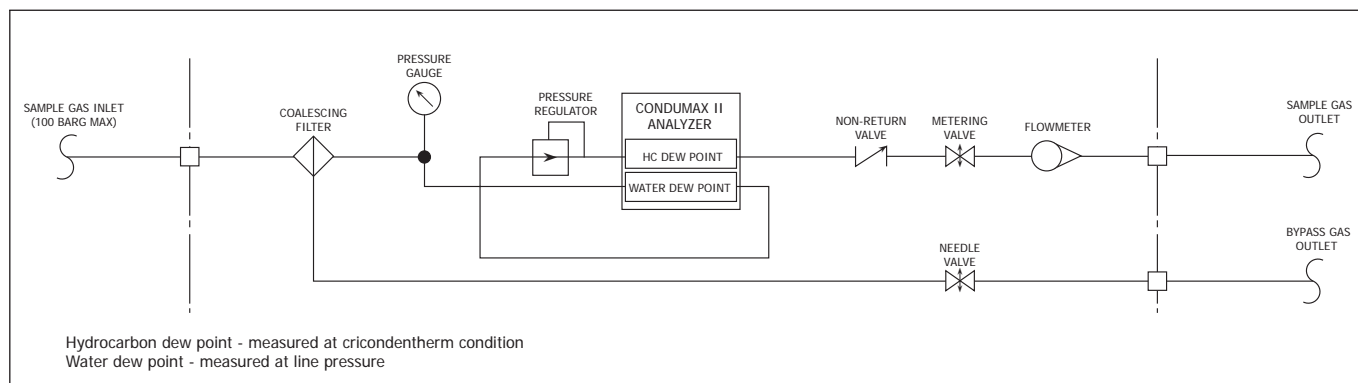 PRESSURE
GAUGE
SAMPLE GAS INLET
(100 BARG MAX)
COALESCING
FILTER
PRESSURE
REGULATOR
CONDUMAX II
ANALYZER
HC DEW POINT
WATER DEW POINT
NON-RETURN
VALVE
METERING
VALVE
FLOWMETER
SAMPLE GAS
OUTLET
NEEDLE
VALVE
BYPASS GAS
OUTLET
Hydrocarbon dew point - measured at cricondentherm condition
Water dew point - measured at line pressure